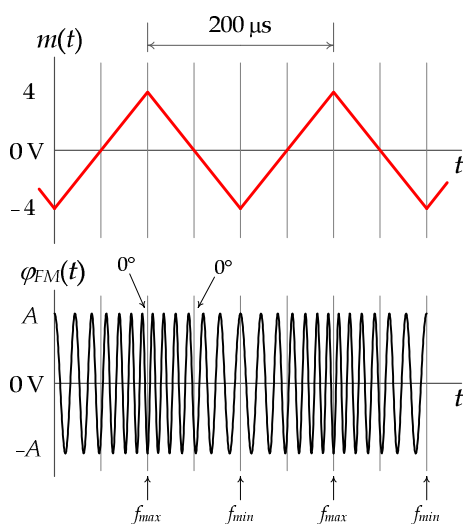 200 μs
m(t)
4
0 V
t
–4
φFM(t)
0°
0°
A
0 V
t
–A
fmax
fmin
fmax
fmin